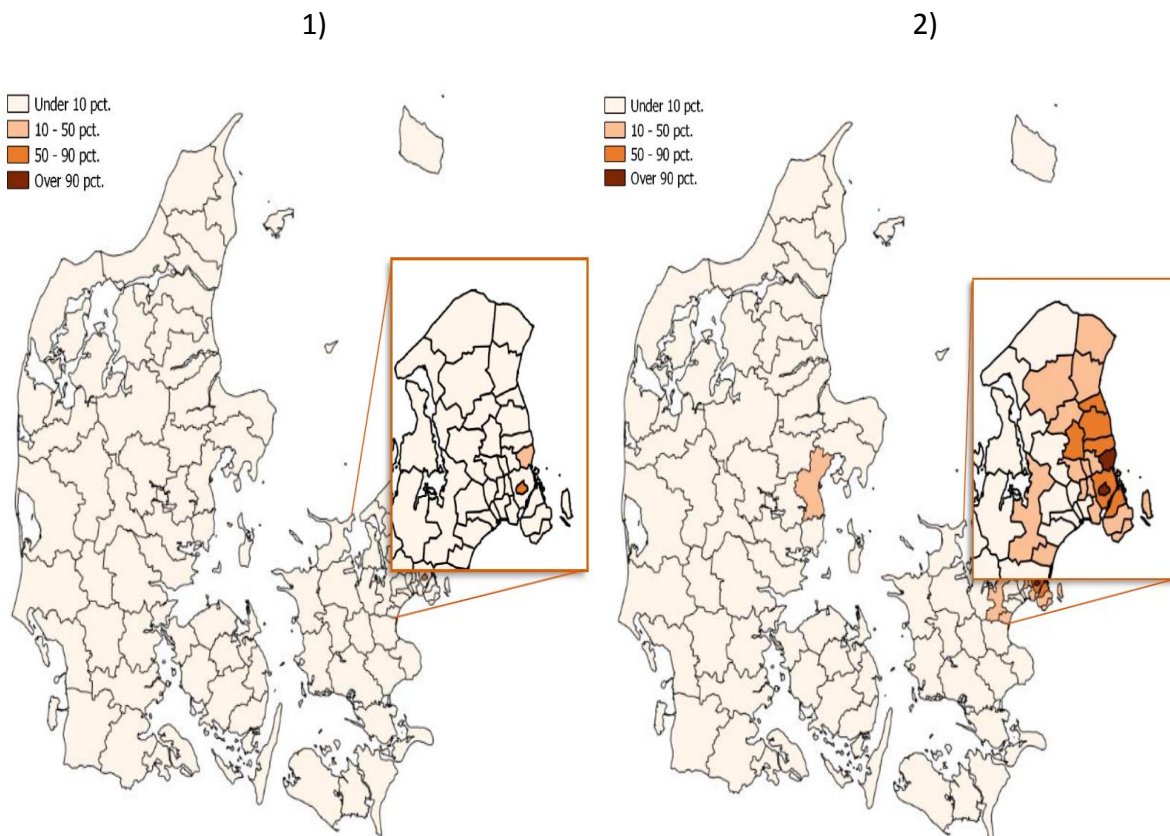 1)
Under 10 pct.
10 - 50 pct.
50 - 90 pct.
Over 90 pct.
2)
Under 10 pct.
10 - 50 pct.
50 - 90 pct.
Over 90 pct.